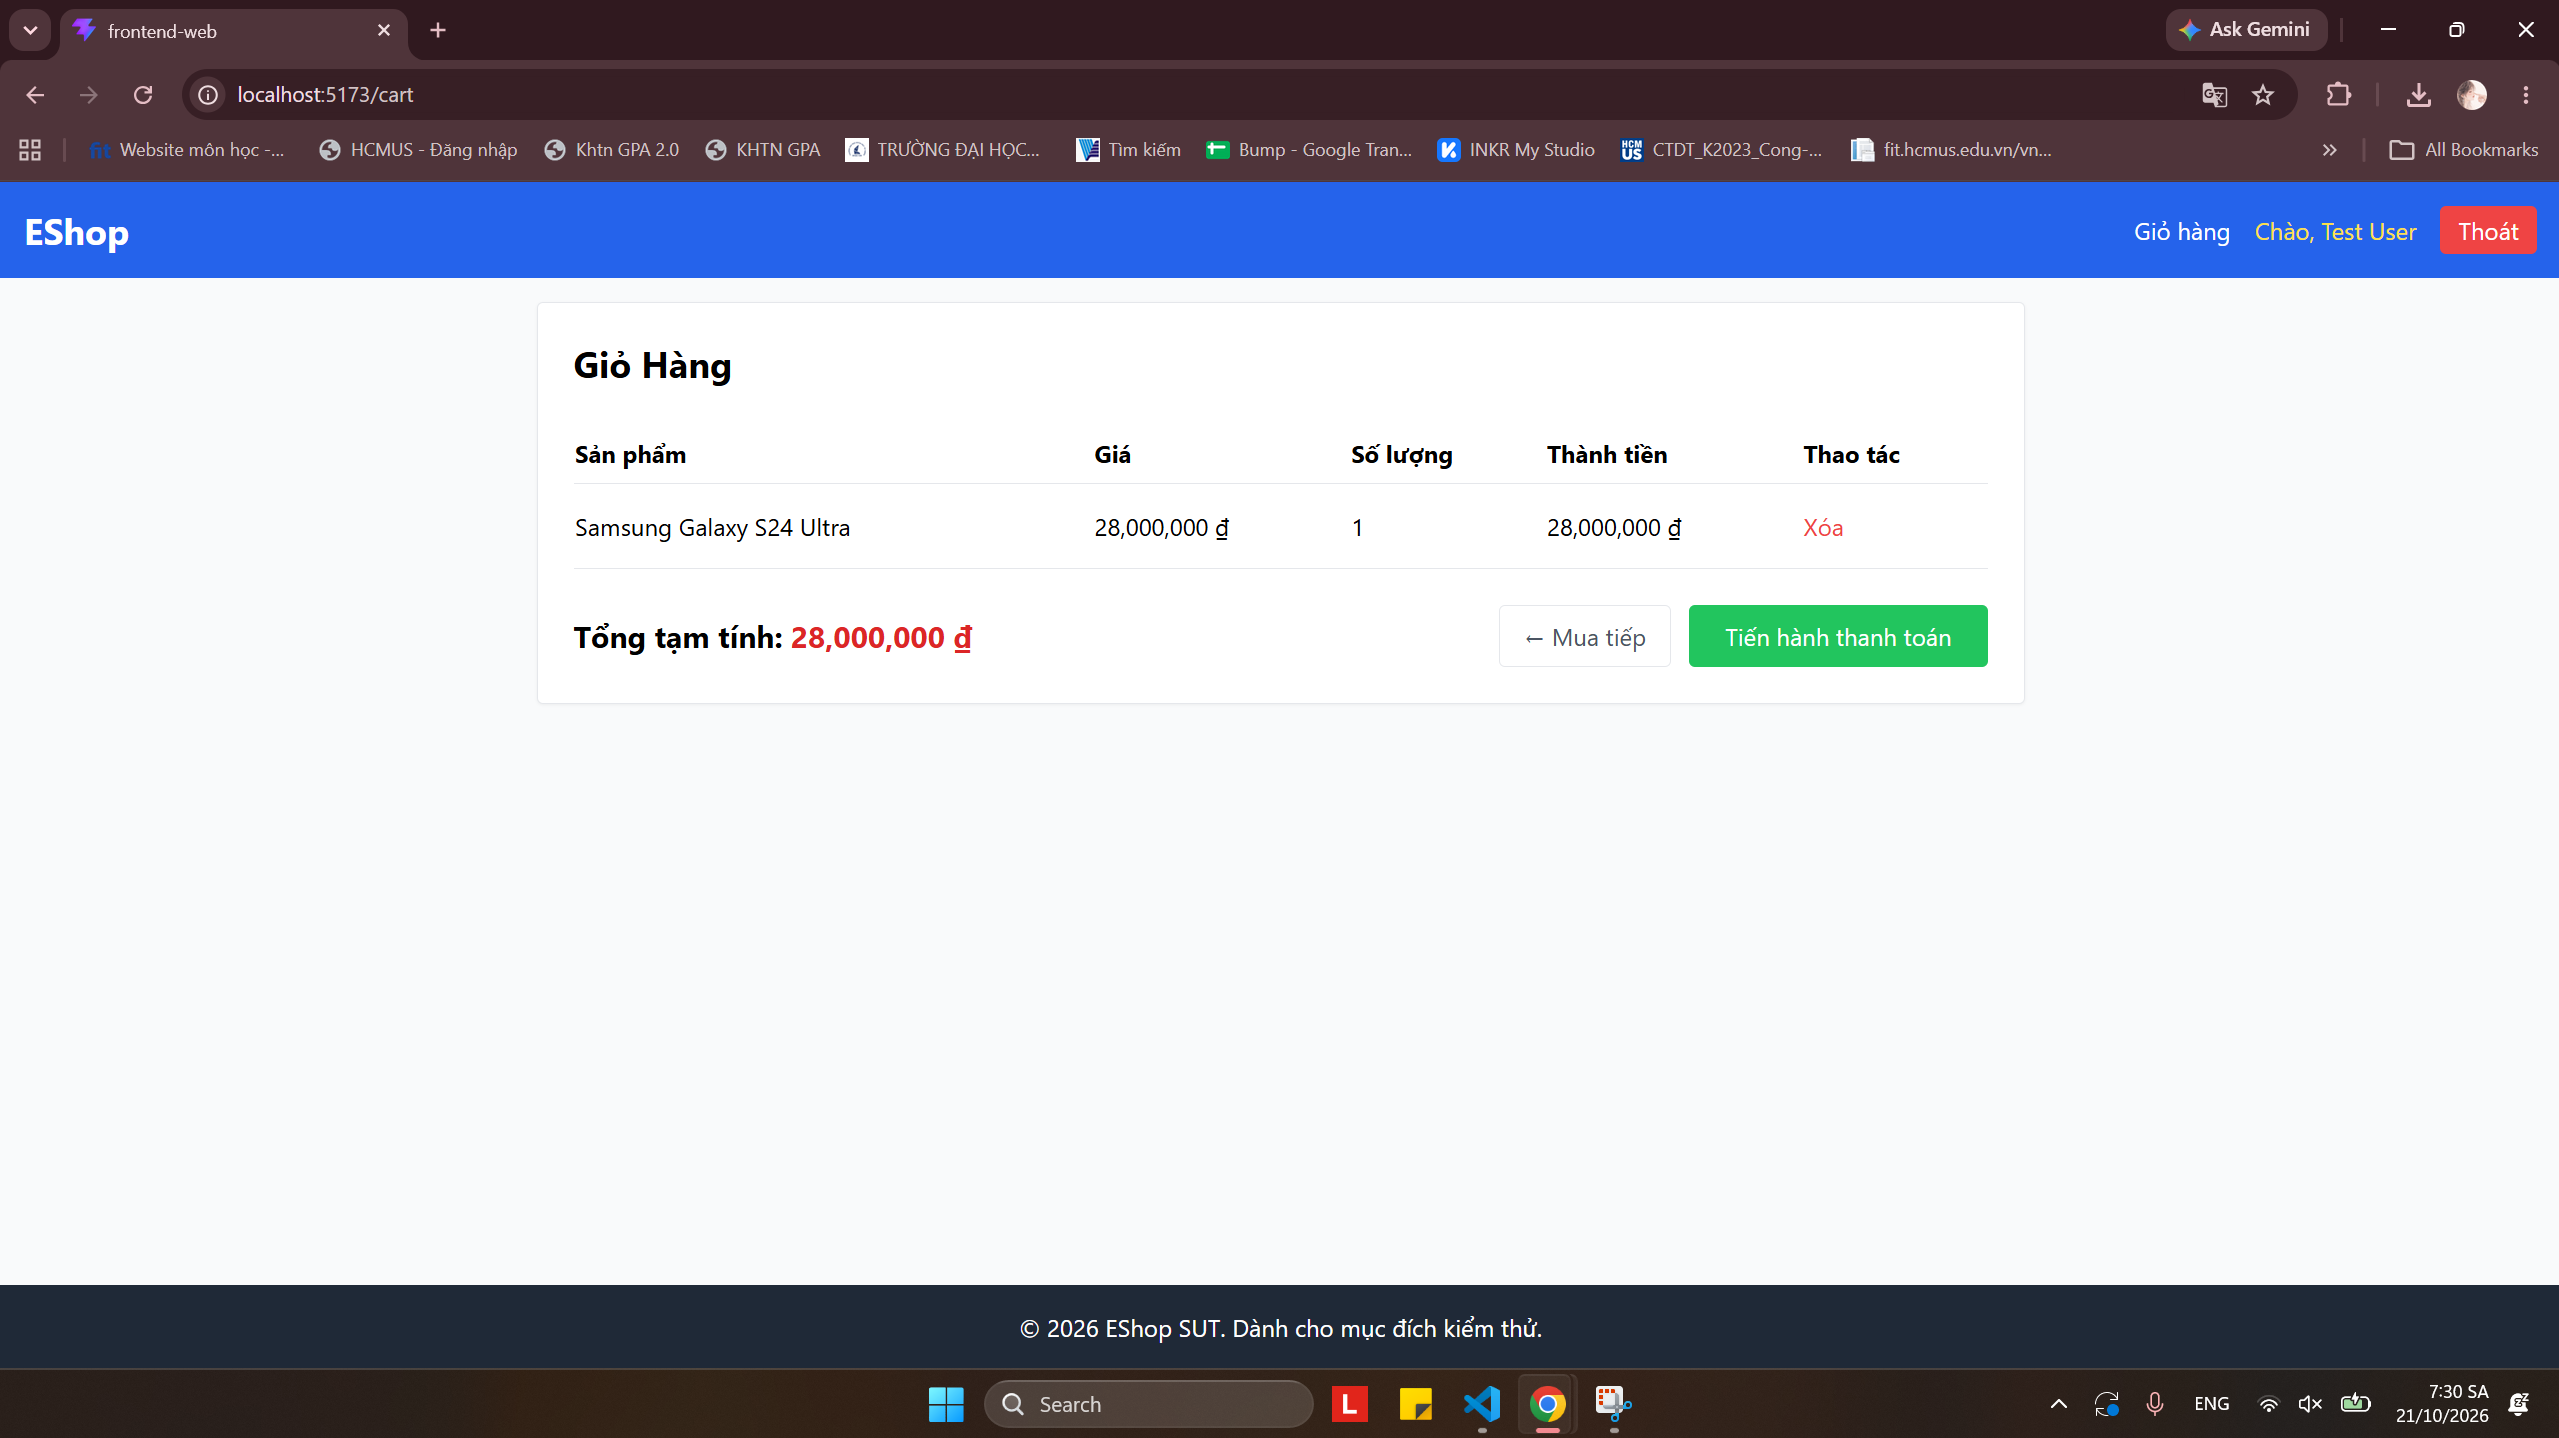 frontend-web
Ask Gemini
localhost:5173/cart
Website môn học -...
HCMUS - Đăng nhập
Khtn GPA 2.0
KHTN GPA
TRƯỜNG ĐẠI HỌC...
Tìm kiếm
Bump - Google Tran...
INKR My Studio
CTDT_K2023_Cong-...
fit.hcmus.edu.vn/vn...
All Bookmarks
EShop
Giỏ hàng
Chào, Test User
Thoát
Giỏ Hàng
Sản phẩm Giá Số lượng Thành tiền Thao tác
Samsung Galaxy S24 Ultra 28,000,000 ₫ 1 28,000,000 ₫ Xóa
Tổng tạm tính: 28,000,000 ₫
← Mua tiếp
Tiến hành thanh toán
© 2026 EShop SUT. Dành cho mục đích kiểm thử.
Search
ENG
7:30 SA
21/10/2026